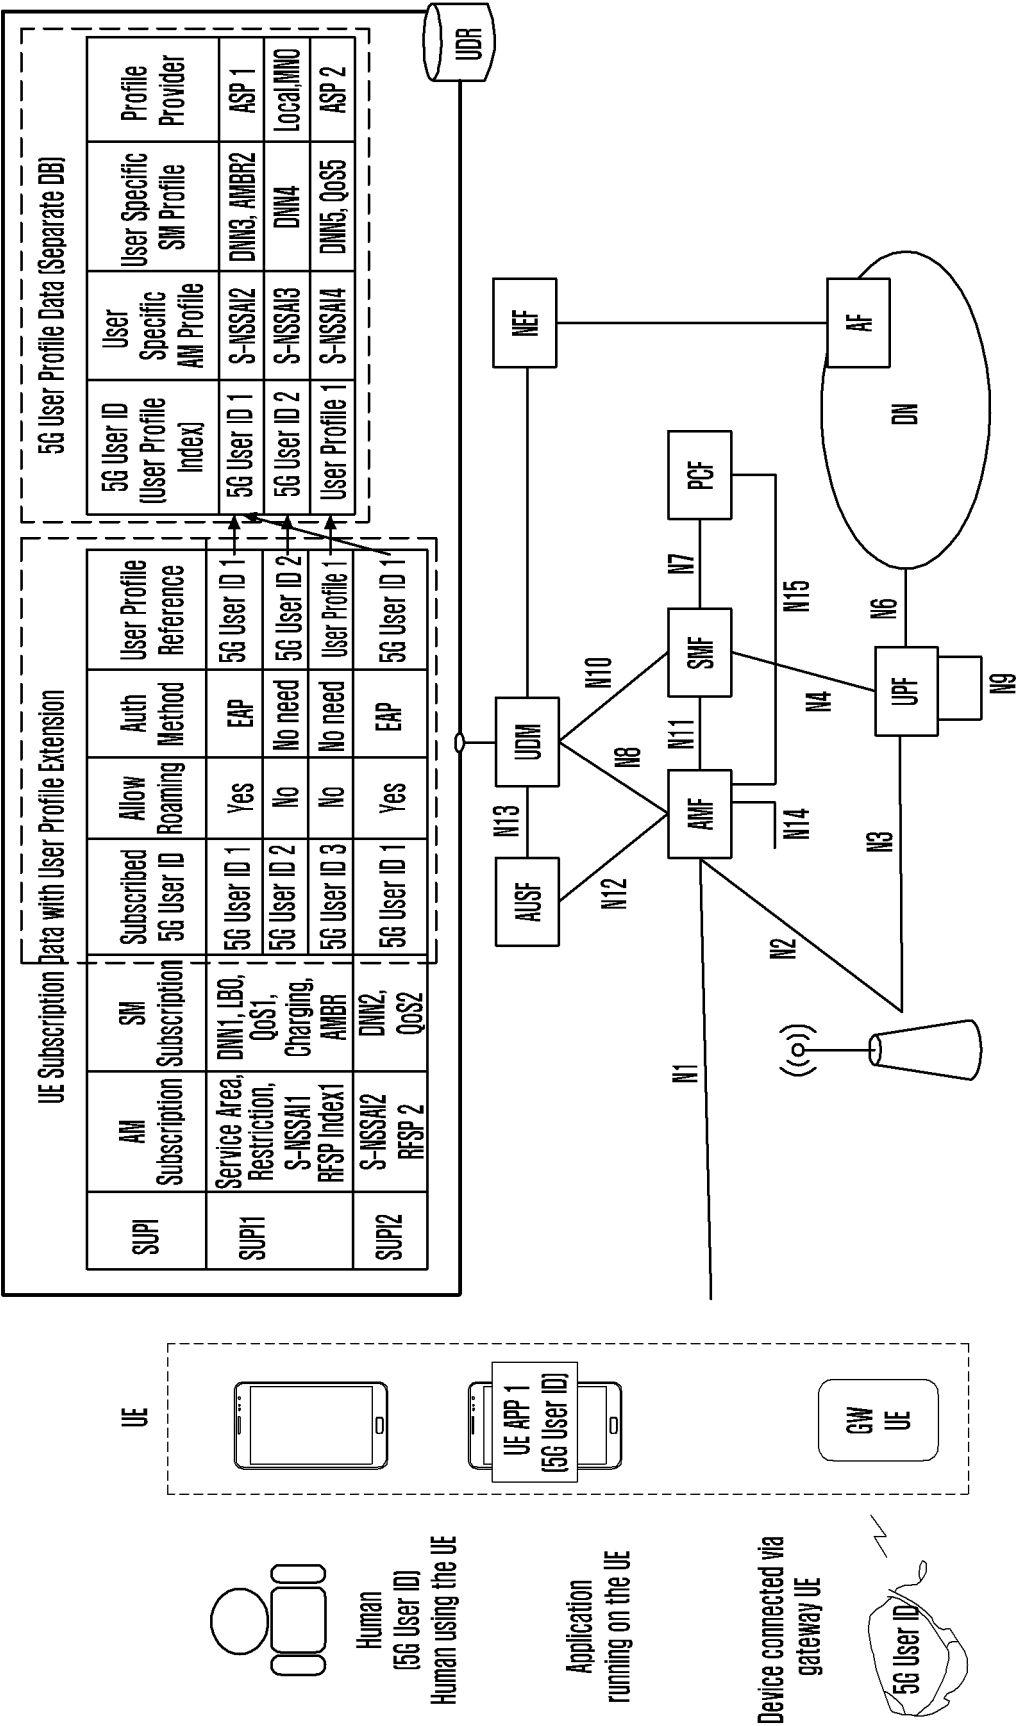 Human
(5G User ID)
Human using the UE
Application
running on the UE
Device connected via
gateway UE
5G User ID
UE
UE APP 1
(5G User ID)
GW
UE
UE Subscription Data with User Profile Extension
SUPI
AM
Subscription
SM
Subscription
Subscribed
5G User ID
Allow
Roaming
Auth
Method
User Profile
Reference
SUPI1
Service Area,
Restriction,
S-NSSAI1
RFSP Index1
DNN1, LBO,
QoS1,
Charging,
AMBR
5G User ID 1
Yes
EAP
5G User ID 1
5G User ID 2
No
No need
5G User ID 2
5G User ID 3
No
No need
User Profile 1
SUPI2
S-NSSAI2
RFSP 2
DNN2,
QoS2
5G User ID 1
Yes
EAP
5G User ID 1
5G User Profile Data (Separate DB)
5G User ID
(User Profile
Index)
User
Specific
AM Profile
User Specific
SM Profile
Profile
Provider
5G User ID 1
S-NSSAI2
DNN3, AMBR2
ASP 1
5G User ID 2
S-NSSAI3
DNN4
Local,MNO
User Profile 1
S-NSSAI4
DNN5, QoS5
ASP 2
UDR
AUSF
N13
UDM
NEF
N12
N8
N10
AMF
N11
SMF
N7
PCF
N1
N2
N14
N15
N4
N3
UPF
N6
N9
DN
AF